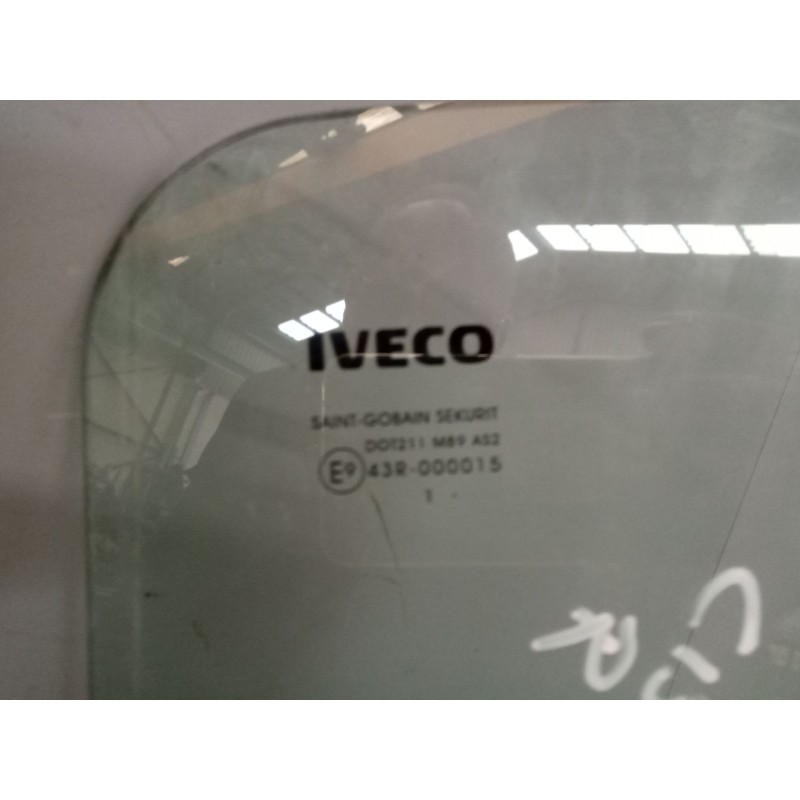 IVECO
SAINT-GOBAIN SEKURIT
DOT211 M89 AS2
E9 43R-000015
1 .